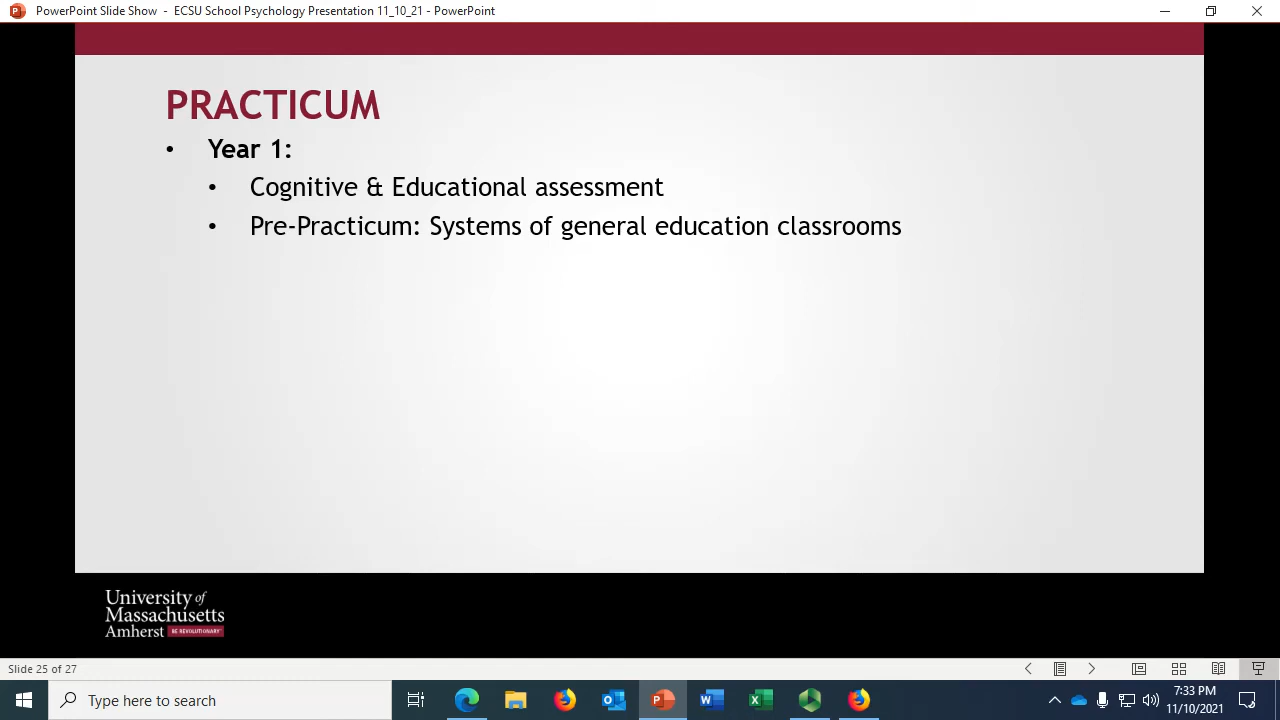 PowerPoint Slide Show - ECSU School Psychology Presentation 11_10_21 - PowerPoint
PRACTICUM
• Year 1:
• Cognitive & Educational assessment
• Pre-Practicum: Systems of general education classrooms
University of
Massachusetts
Amherst BE REVOLUTIONARY™
Slide 25 of 27
Type here to search
7:33 PM
11/10/2021